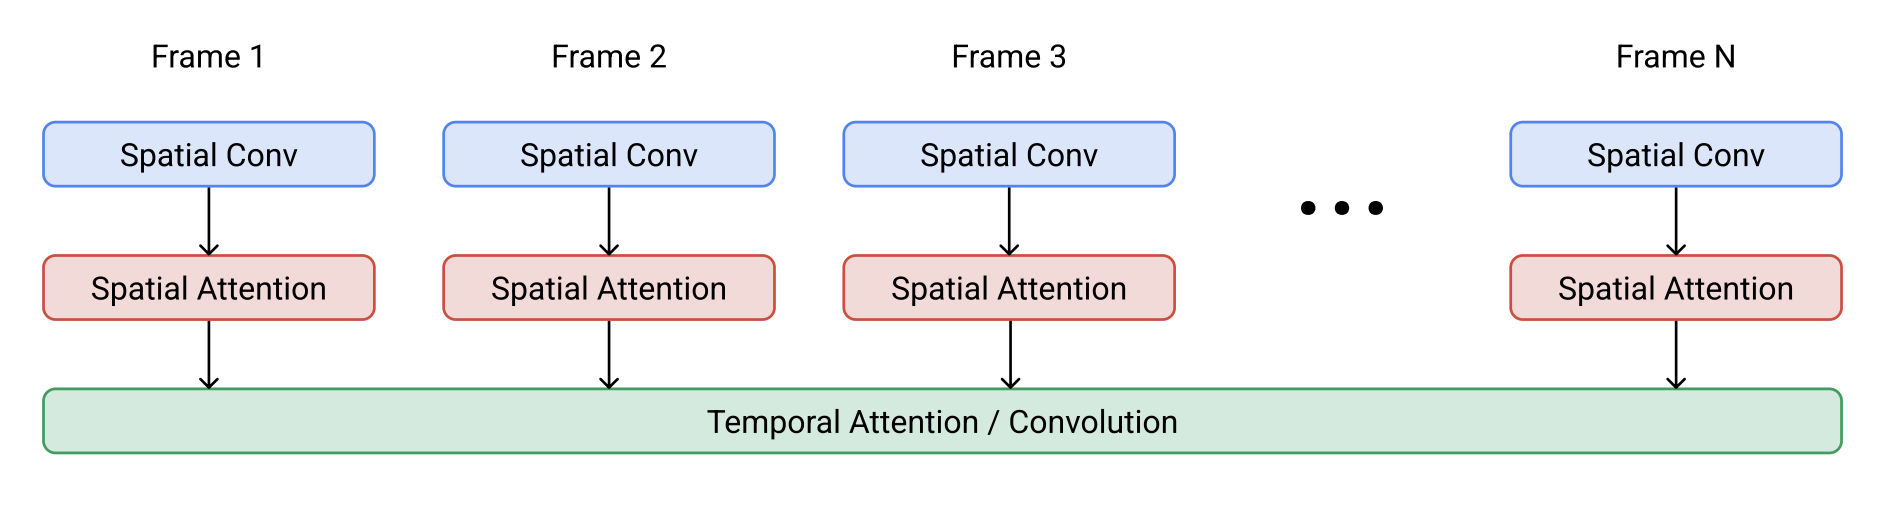 Frame 1
Frame 2
Frame 3
Frame N
Spatial Conv
Spatial Conv
Spatial Conv
Spatial Conv
Spatial Attention
Spatial Attention
Spatial Attention
Spatial Attention
Temporal Attention / Convolution